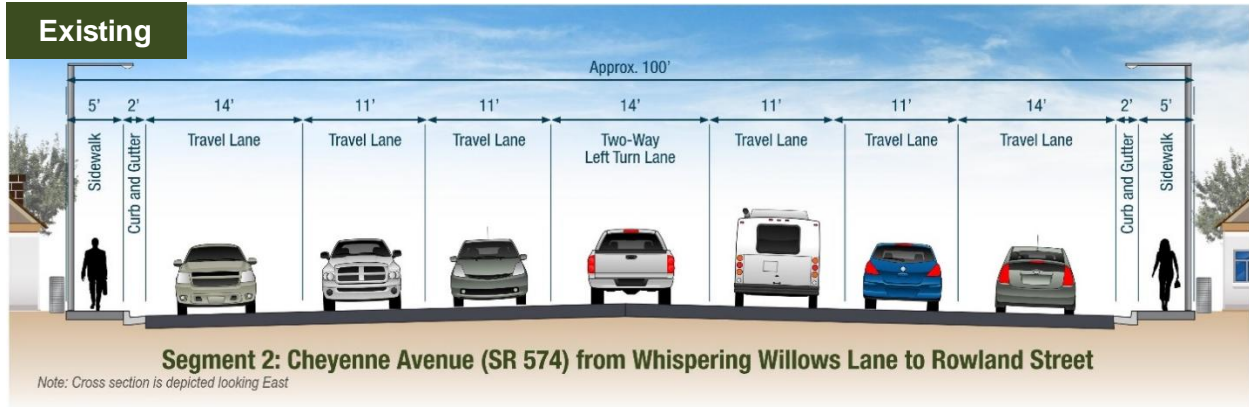 Existing
Approx. 100'
5' 2' 14' 11' 11' 14' 11' 11' 14' 2' 5'
Sidewalk
Curb and Gutter
Travel Lane
Travel Lane
Travel Lane
Two-Way
Left Turn Lane
Travel Lane
Travel Lane
Travel Lane
Curb and Gutter
Sidewalk
Segment 2: Cheyenne Avenue (SR 574) from Whispering Willows Lane to Rowland Street
Note: Cross section is depicted looking East